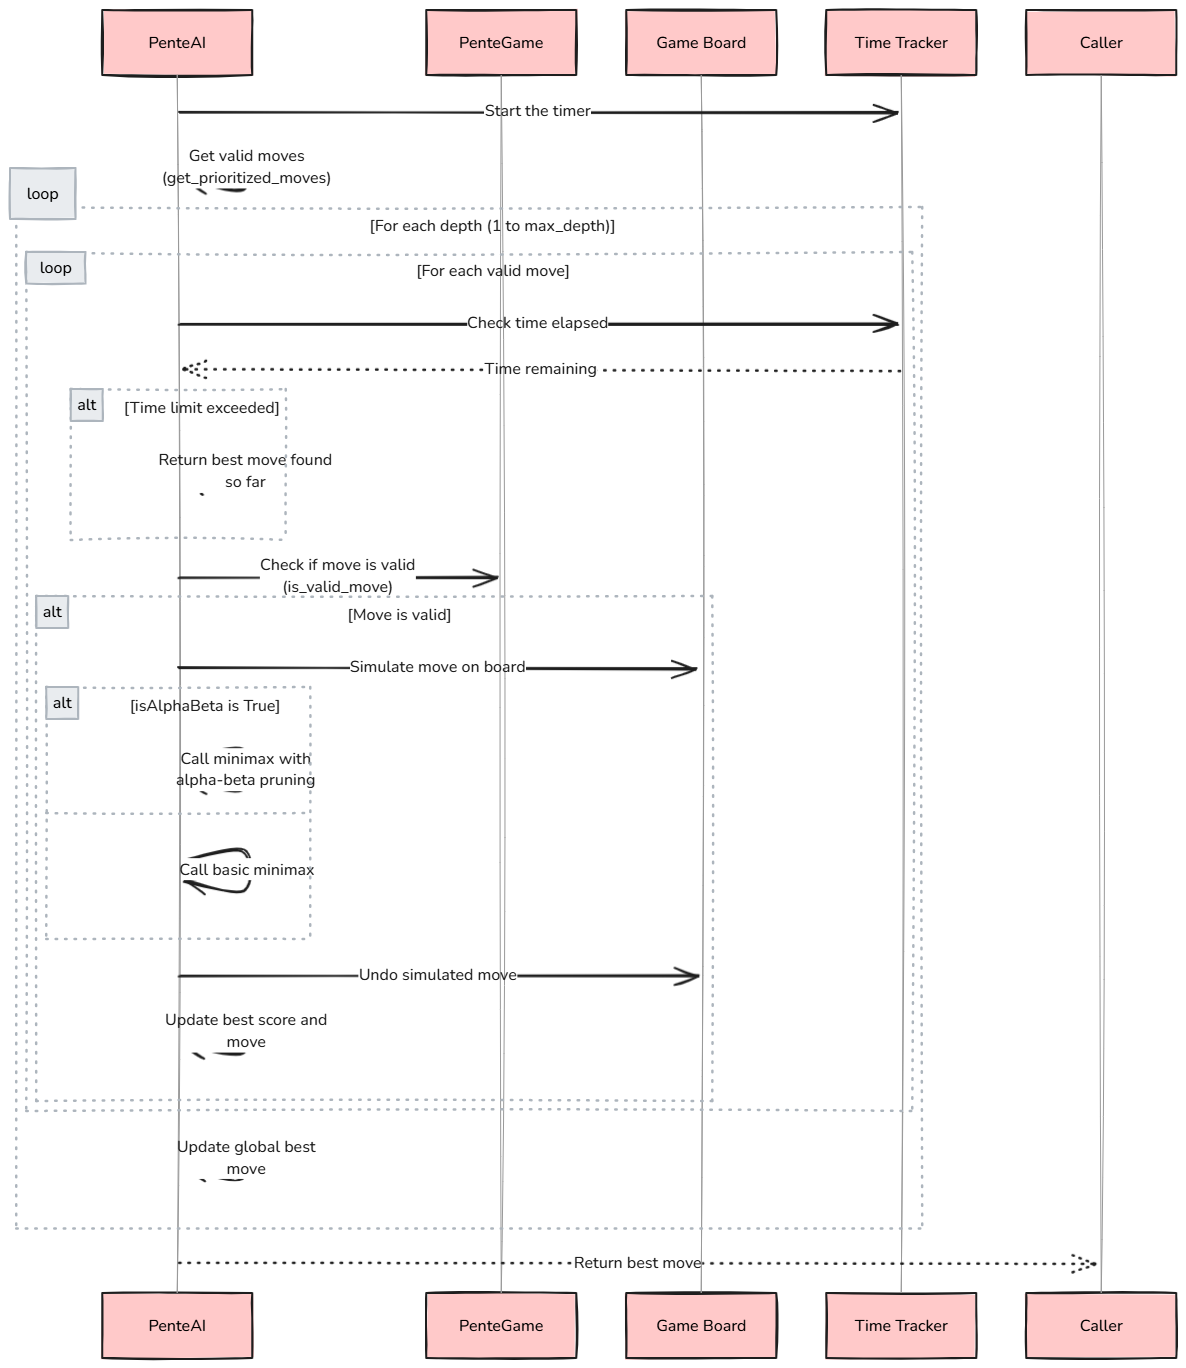 PenteAI
PenteGame
Game Board
Time Tracker
Caller
Start the timer
Get valid moves
(get_prioritized_moves)
loop
[For each depth (1 to max_depth)]
loop
[For each valid move]
Check time elapsed
Time remaining
alt
[Time limit exceeded]
Return best move found
so far
Check if move is valid
(is_valid_move)
alt
[Move is valid]
Simulate move on board
alt
[isAlphaBeta is True]
Call minimax with
alpha-beta pruning
Call basic minimax
Undo simulated move
Update best score and
move
Update global best
move
Return best move
PenteAI
PenteGame
Game Board
Time Tracker
Caller